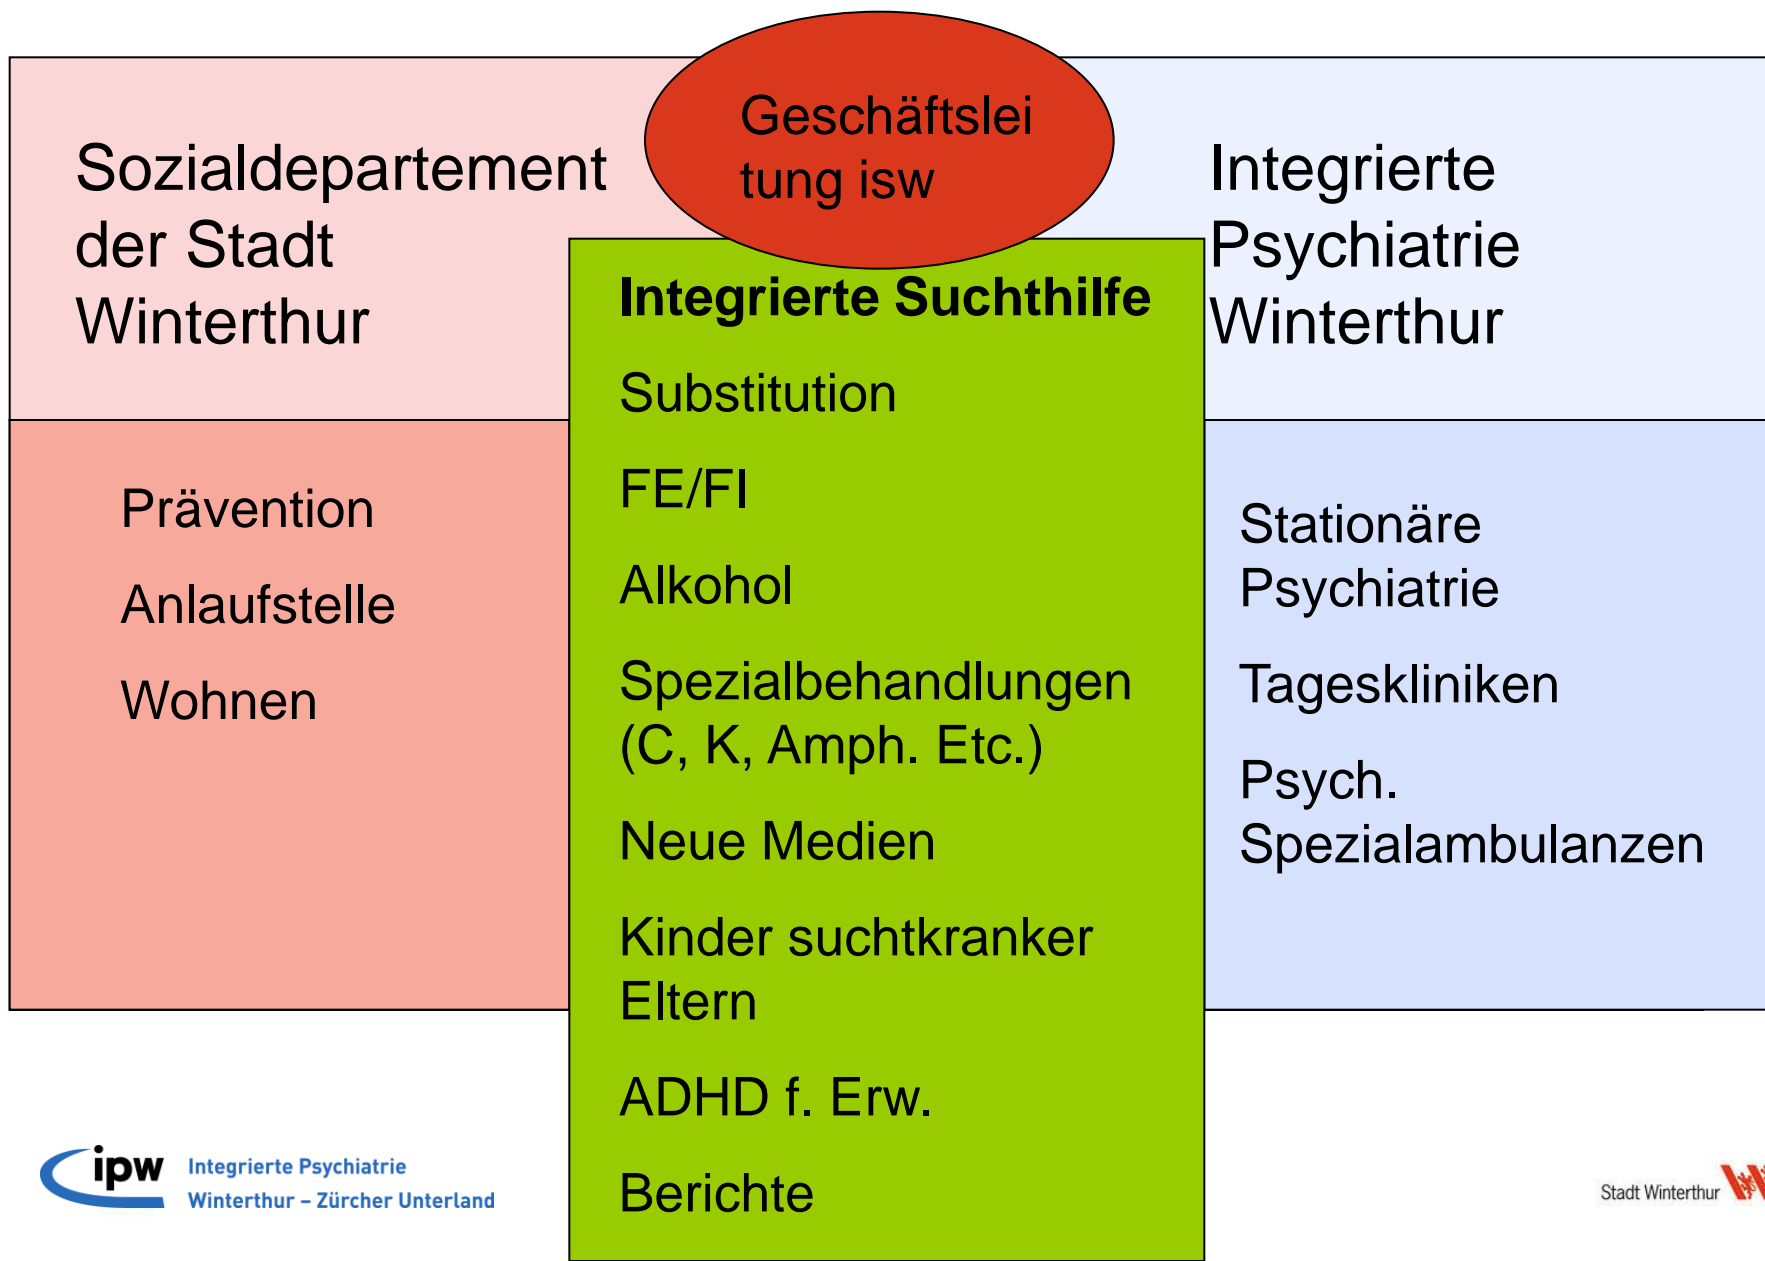 Geschäftslei
tung isw
Sozialdepartement
der Stadt
Winterthur
Integrierte
Psychiatrie
Winterthur
Integrierte Suchthilfe
Substitution
FE/FI
Alkohol
Spezialbehandlungen
(C, K, Amph. Etc.)
Neue Medien
Kinder suchtkranker
Eltern
ADHD f. Erw.
Berichte
Prävention
Anlaufstelle
Wohnen
Stationäre
Psychiatrie
Tageskliniken
Psych.
Spezialambulanzen
ipw
Integrierte Psychiatrie
Winterthur – Zürcher Unterland
Stadt Winterthur